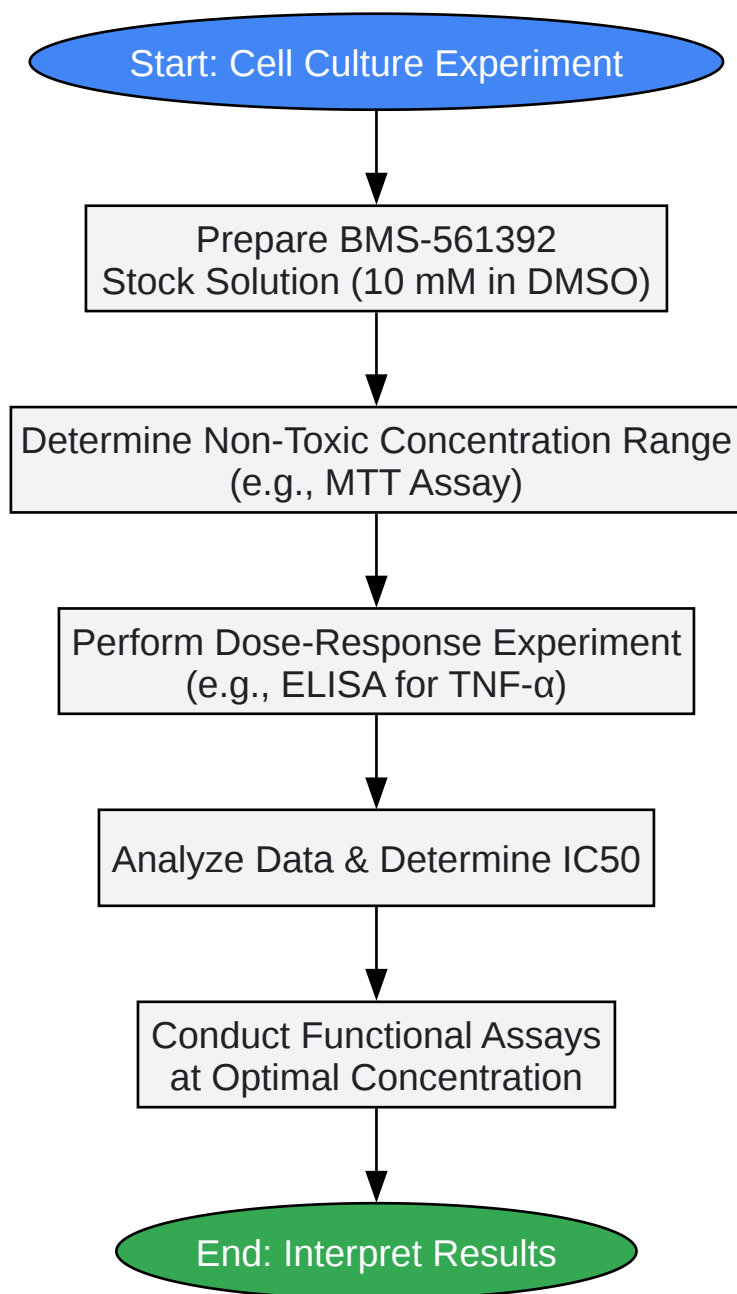 Start: Cell Culture Experiment
Prepare BMS-561392
Stock Solution (10 mM in DMSO)
Determine Non-Toxic Concentration Range
(e.g., MTT Assay)
Perform Dose-Response Experiment
(e.g., ELISA for TNF-α)
Analyze Data & Determine IC50
Conduct Functional Assays
at Optimal Concentration
End: Interpret Results